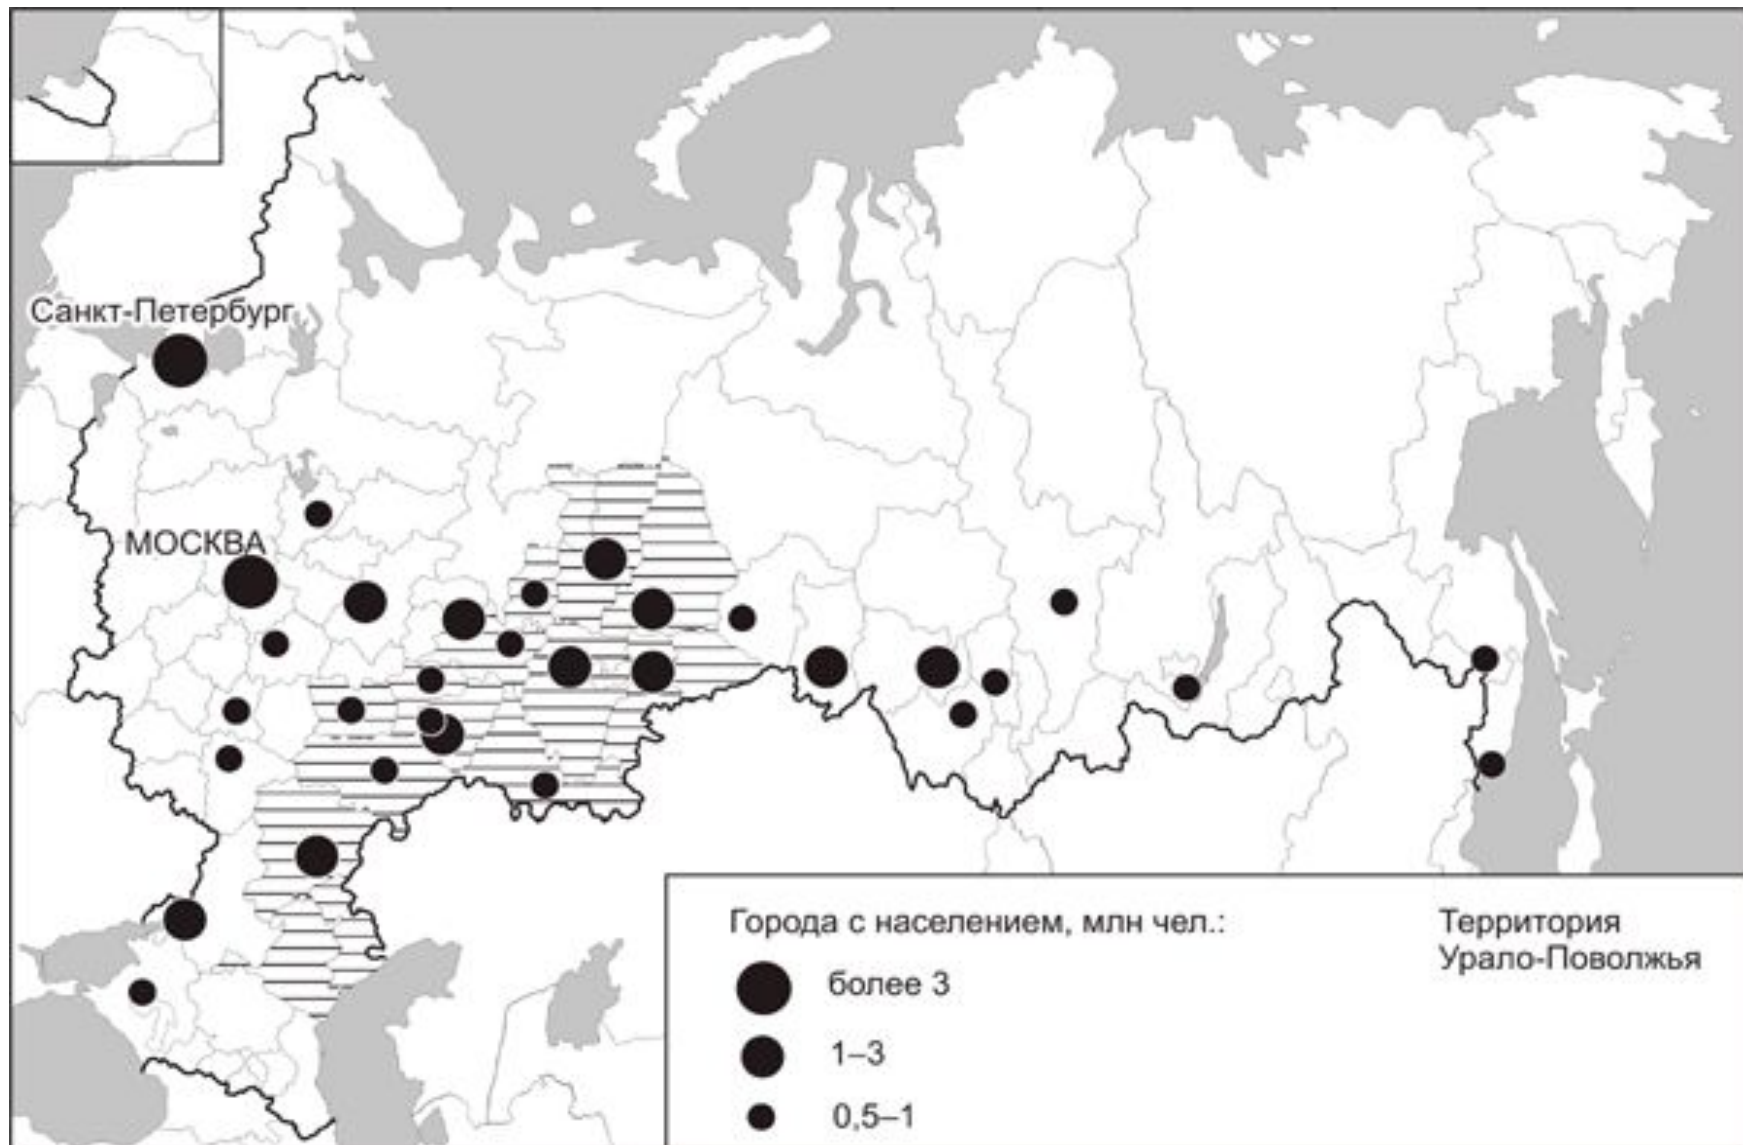 Санкт-Петербург
МОСКВА
Города с населением, млн чел.:
более 3
1–3
0,5–1
Территория
Урало-Поволжья